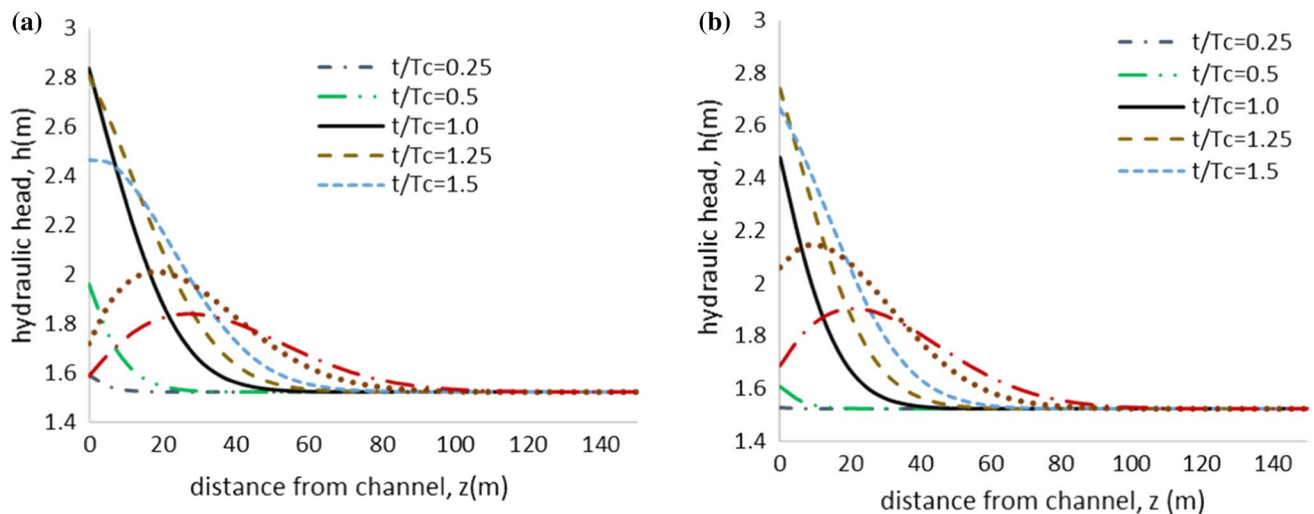 (a)
3
2.8
2.6
2.4
2.2
2
1.8
1.6
1.4
hydraulic head, h(m)
t/Tc=0.25
t/Tc=0.5
t/Tc=1.0
t/Tc=1.25
t/Tc=1.5
0 20 40 60 80 100 120 140
distance from channel, z(m)
(b)
3
2.8
2.6
2.4
2.2
2
1.8
1.6
1.4
hydraulic head, h(m)
t/Tc=0.25
t/Tc=0.5
t/Tc=1.0
t/Tc=1.25
t/Tc=1.5
0 20 40 60 80 100 120 140
distance from channel, z (m)